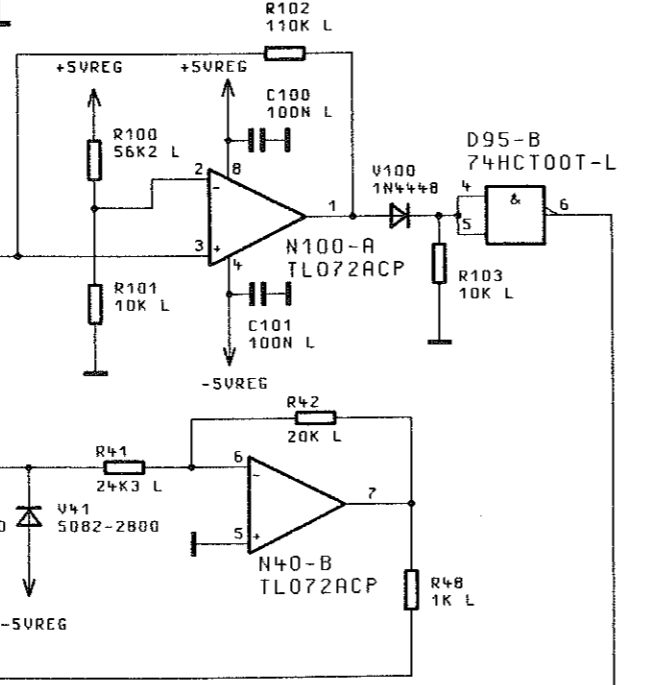 R102
110K L
+5VREG
+5VREG
C100
100N L
R100
56K2 L
D95-B
74HCT00T-L
V100
1N4448
2
8
-
4
&
1
6
5
3
+
4
N100-A
TL072ACP
R101
10K L
R103
10K L
C101
100N L
-5VREG
R42
20K L
R41
24K3 L
6
-
7
V41
5082-2800
0
5
+
N40-B
TL072ACP
R48
1K L
-5VREG